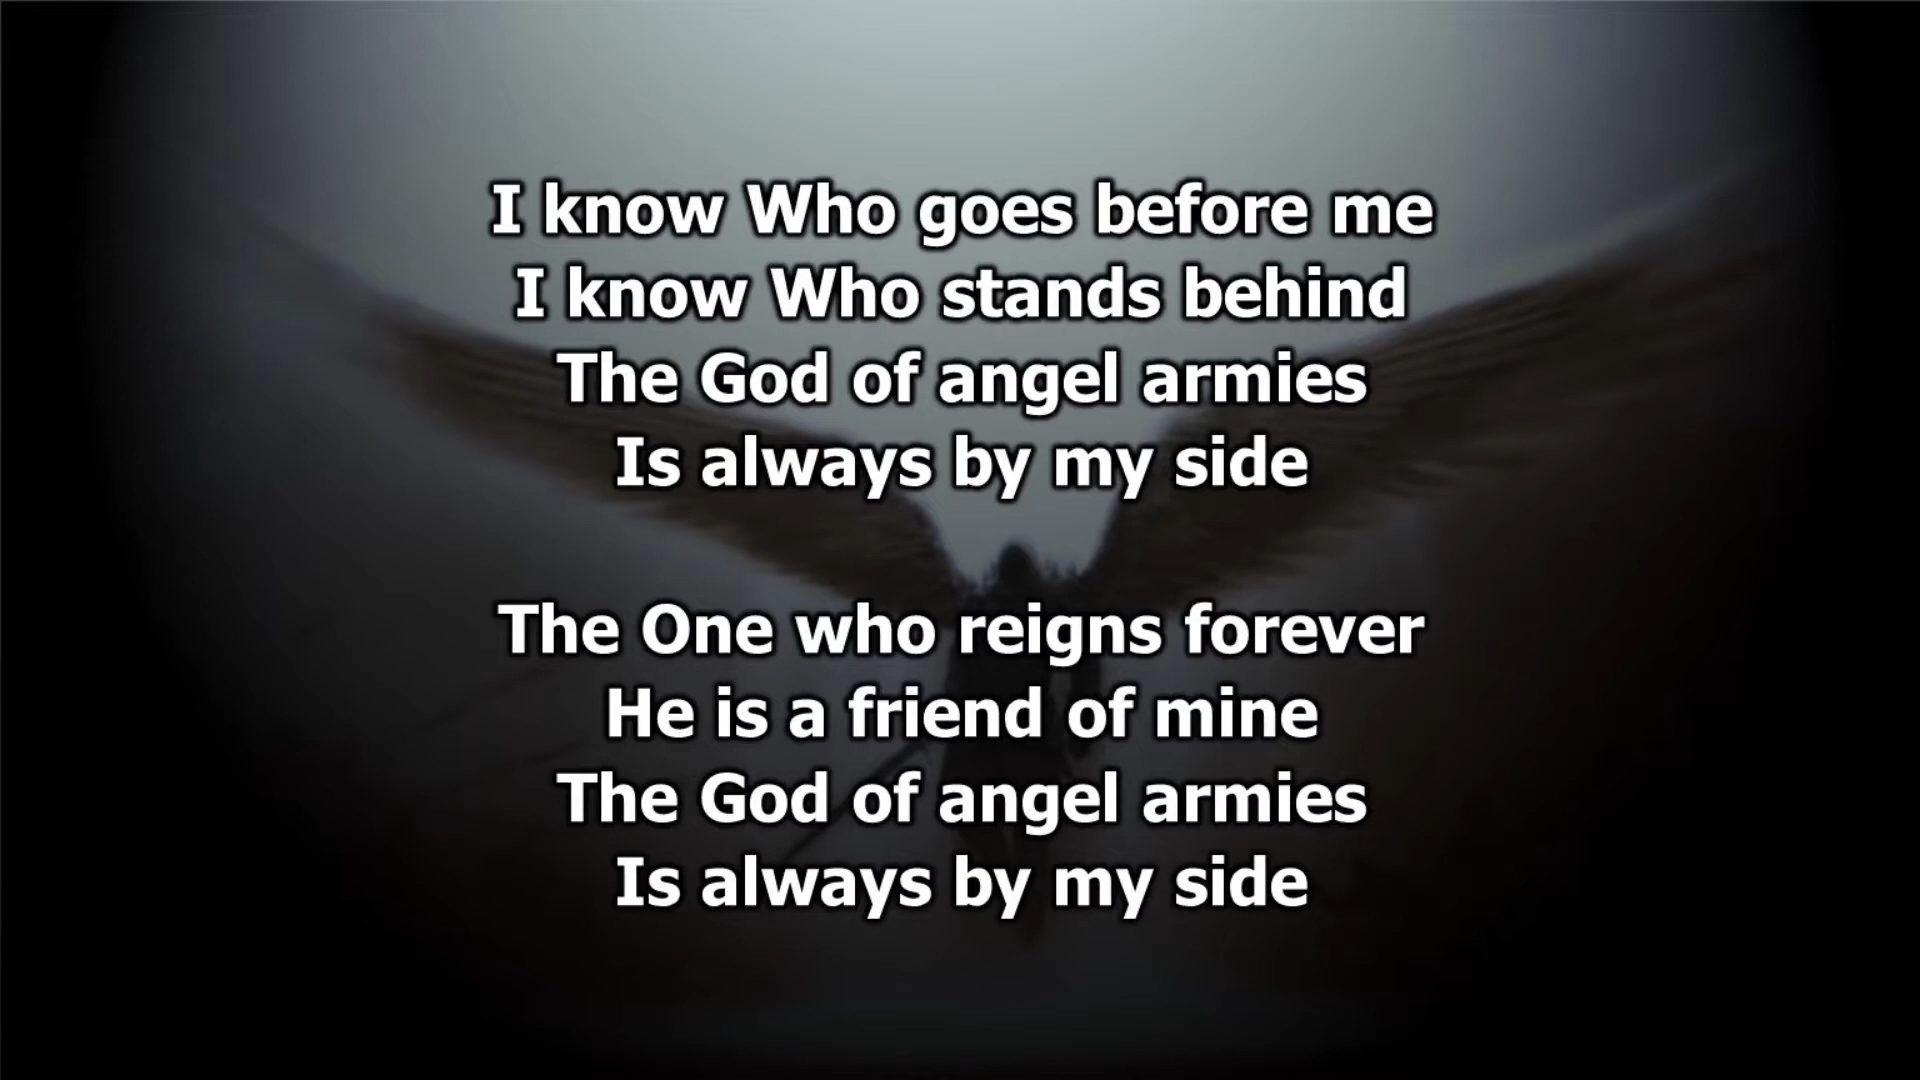 I know Who goes before me
I know Who stands behind
The God of angel armies
Is always by my side
The One who reigns forever
He is a friend of mine
The God of angel armies
Is always by my side